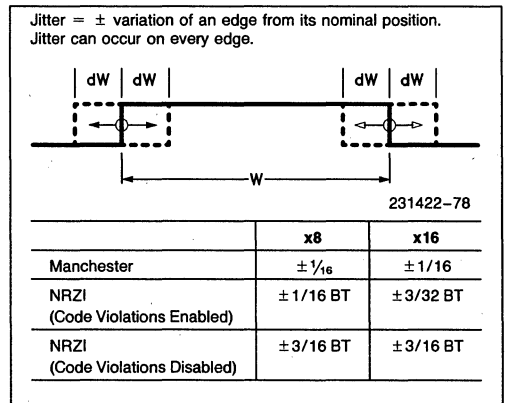 Jitter = ± variation of an edge from its nominal position.
Jitter can occur on every edge.
dW dW dW dW
W
231422–78
x8 x16
Manchester ±1/16 ±1/16
NRZI ±1/16 BT ±3/32 BT
(Code Violations Enabled)
NRZI ±3/16 BT ±3/16 BT
(Code Violations Disabled)